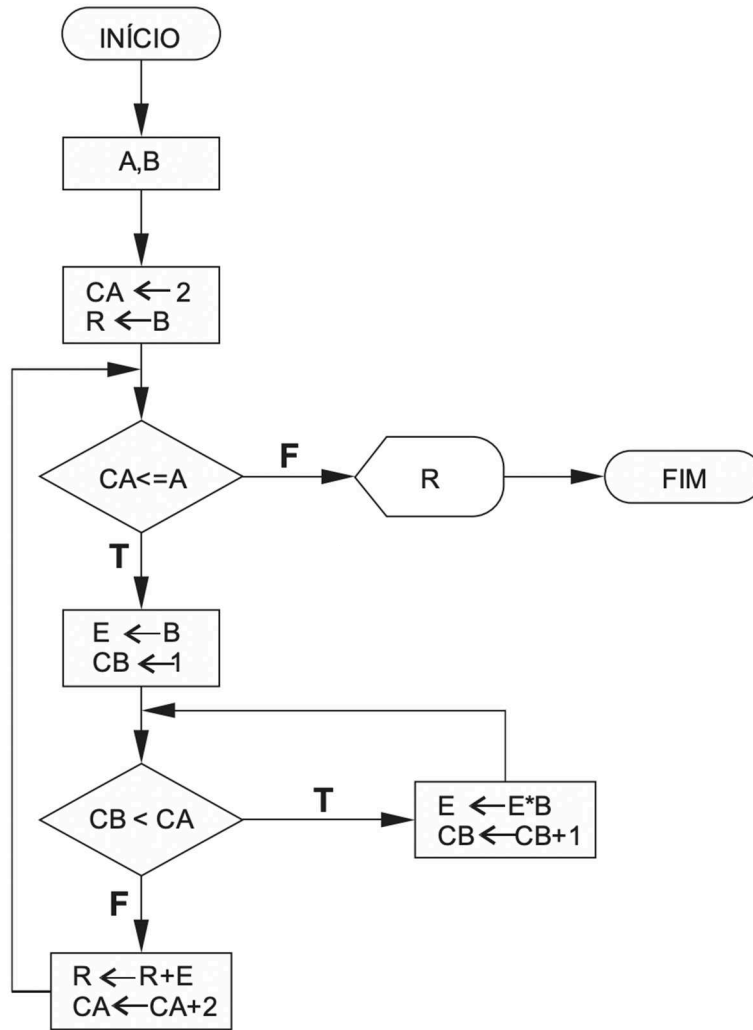 INÍCIO
A,B
CA ← 2
R ← B
CA<=A
F
R
FIM
T
E ← B
CB ← 1
CB < CA
T
E ← E*B
CB ← CB+1
F
R ← R+E
CA ← CA+2